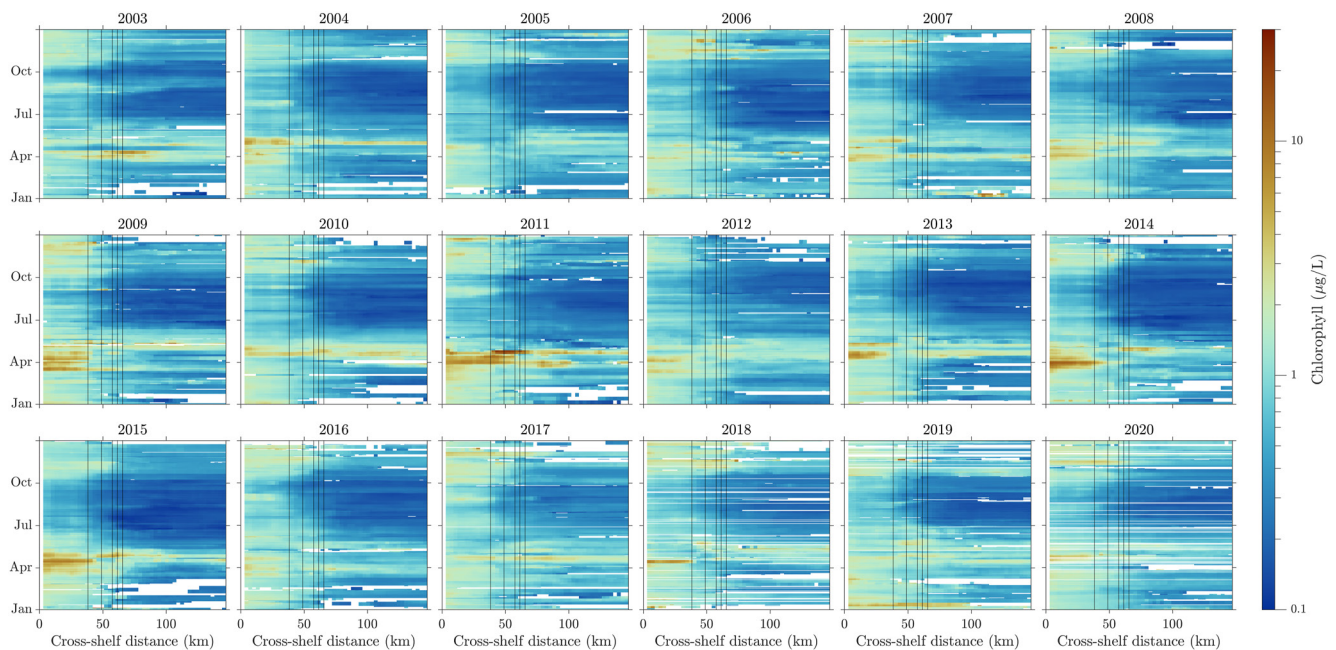 2003 2004 2005 2006 2007 2008
Oct
Jul
Apr
Jan
10
1
0.1
Chlorophyll (μg/L)
2009 2010 2011 2012 2013 2014
Oct
Jul
Apr
Jan
2015 2016 2017 2018 2019 2020
Oct
Jul
Apr
Jan
0 50 100 0 50 100 0 50 100 0 50 100 0 50 100 0 50 100
Cross-shelf distance (km) Cross-shelf distance (km) Cross-shelf distance (km) Cross-shelf distance (km) Cross-shelf distance (km) Cross-shelf distance (km)